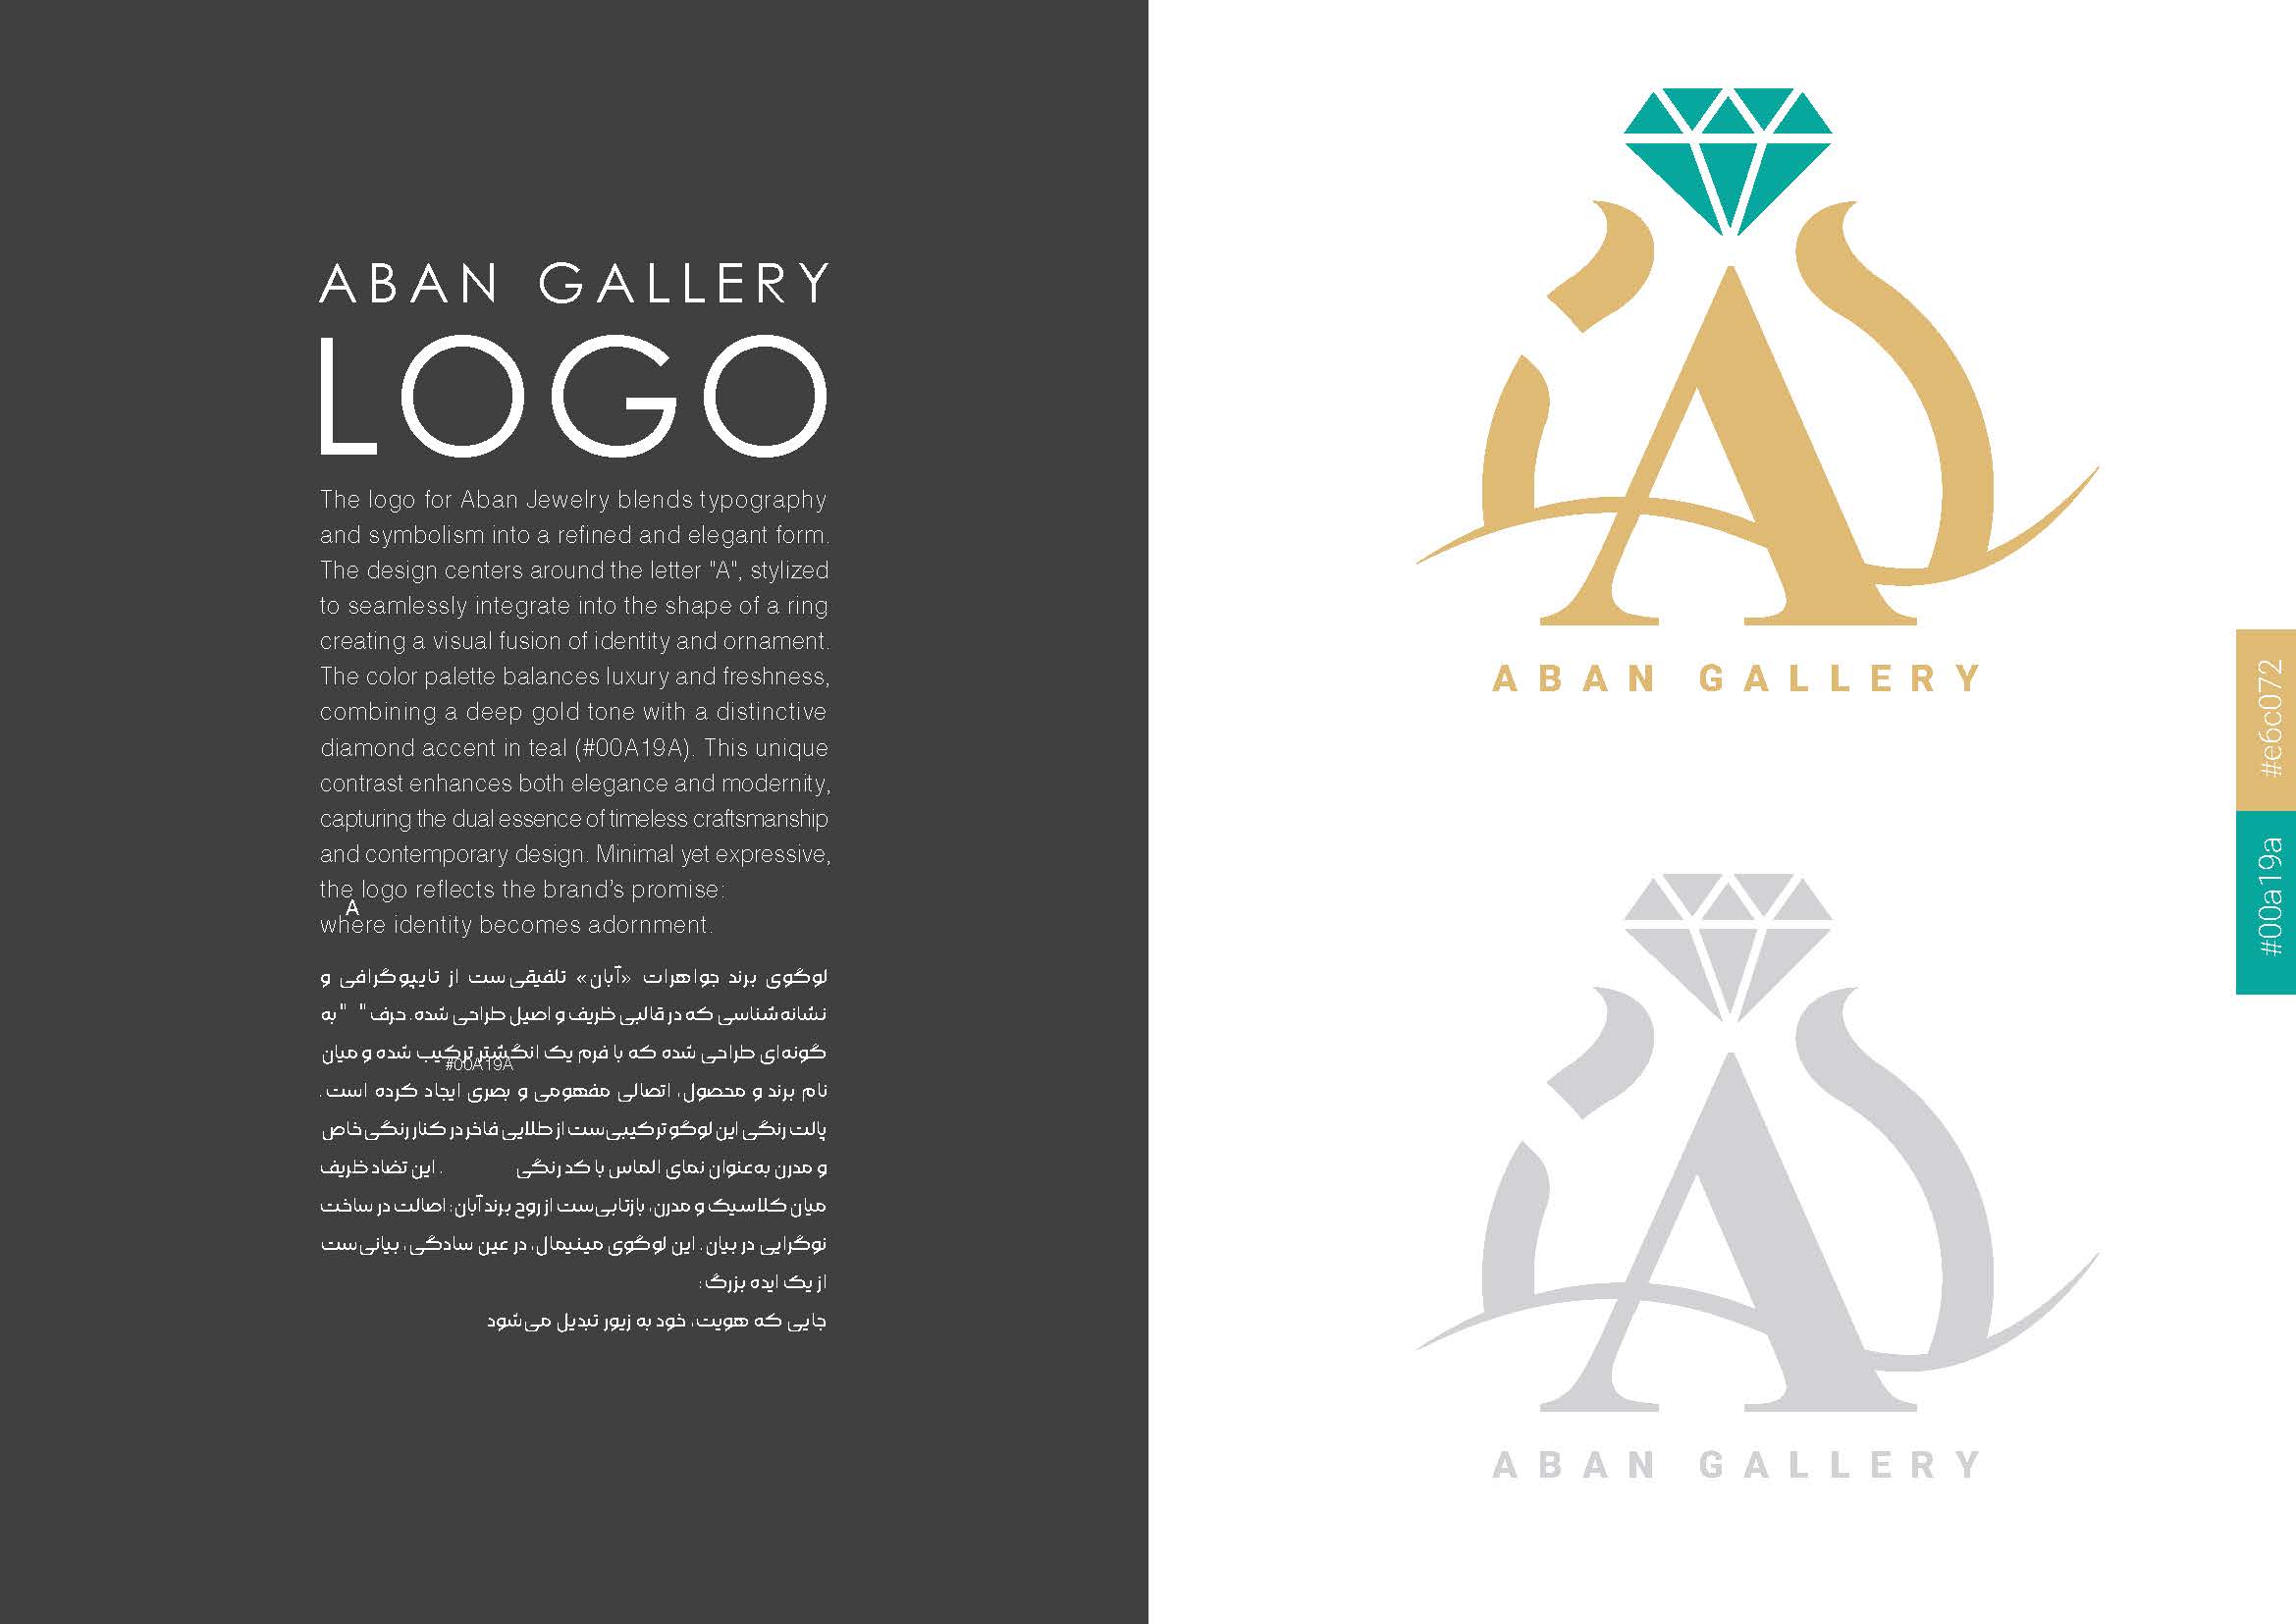 ABAN GALLERY
LOGO
The logo for Aban Jewelry blends typography
and symbolism into a refined and elegant form.
The design centers around the letter "A", stylized
to seamlessly integrate into the shape of a ring
creating a visual fusion of identity and ornament.
The color palette balances luxury and freshness,
combining a deep gold tone with a distinctive
diamond accent in teal (#00A19A). This unique
contrast enhances both elegance and modernity,
capturing the dual essence of timeless craftsmanship
and contemporary design. Minimal yet expressive,
the logo reflects the brand's promise:
A
where identity becomes adornment.
لوگوی برند جواهرات «آبان» تلفیقی‌ست از تایپوگرافی و
نشانه‌شناسی که در قالبی ظریف و اصیل طراحی شده. حرف " " به
گونه‌ای طراحی شده که با فرم یک انگشتر ترکیب شده و میان
#00A19A
نام برند و محصول، اتصالی مفهومی و بصری ایجاد کرده است.
پالت رنگی این لوگو ترکیبی‌ست از طلایی فاخر در کنار رنگی خاص
و مدرن به‌عنوان نمای الماس با کد رنگی . این تضاد ظریف
میان کلاسیک و مدرن، بازتابی‌ست از روح برند آبان: اصالت در ساخت
نوگرایی در بیان. این لوگوی مینیمال، در عین سادگی، بیانی‌ست
از یک ایده بزرگ:
جایی که هویت، خود به زیور تبدیل می‌شود
A
ABAN GALLERY
A
ABAN GALLERY
#e6c072
#00a19a